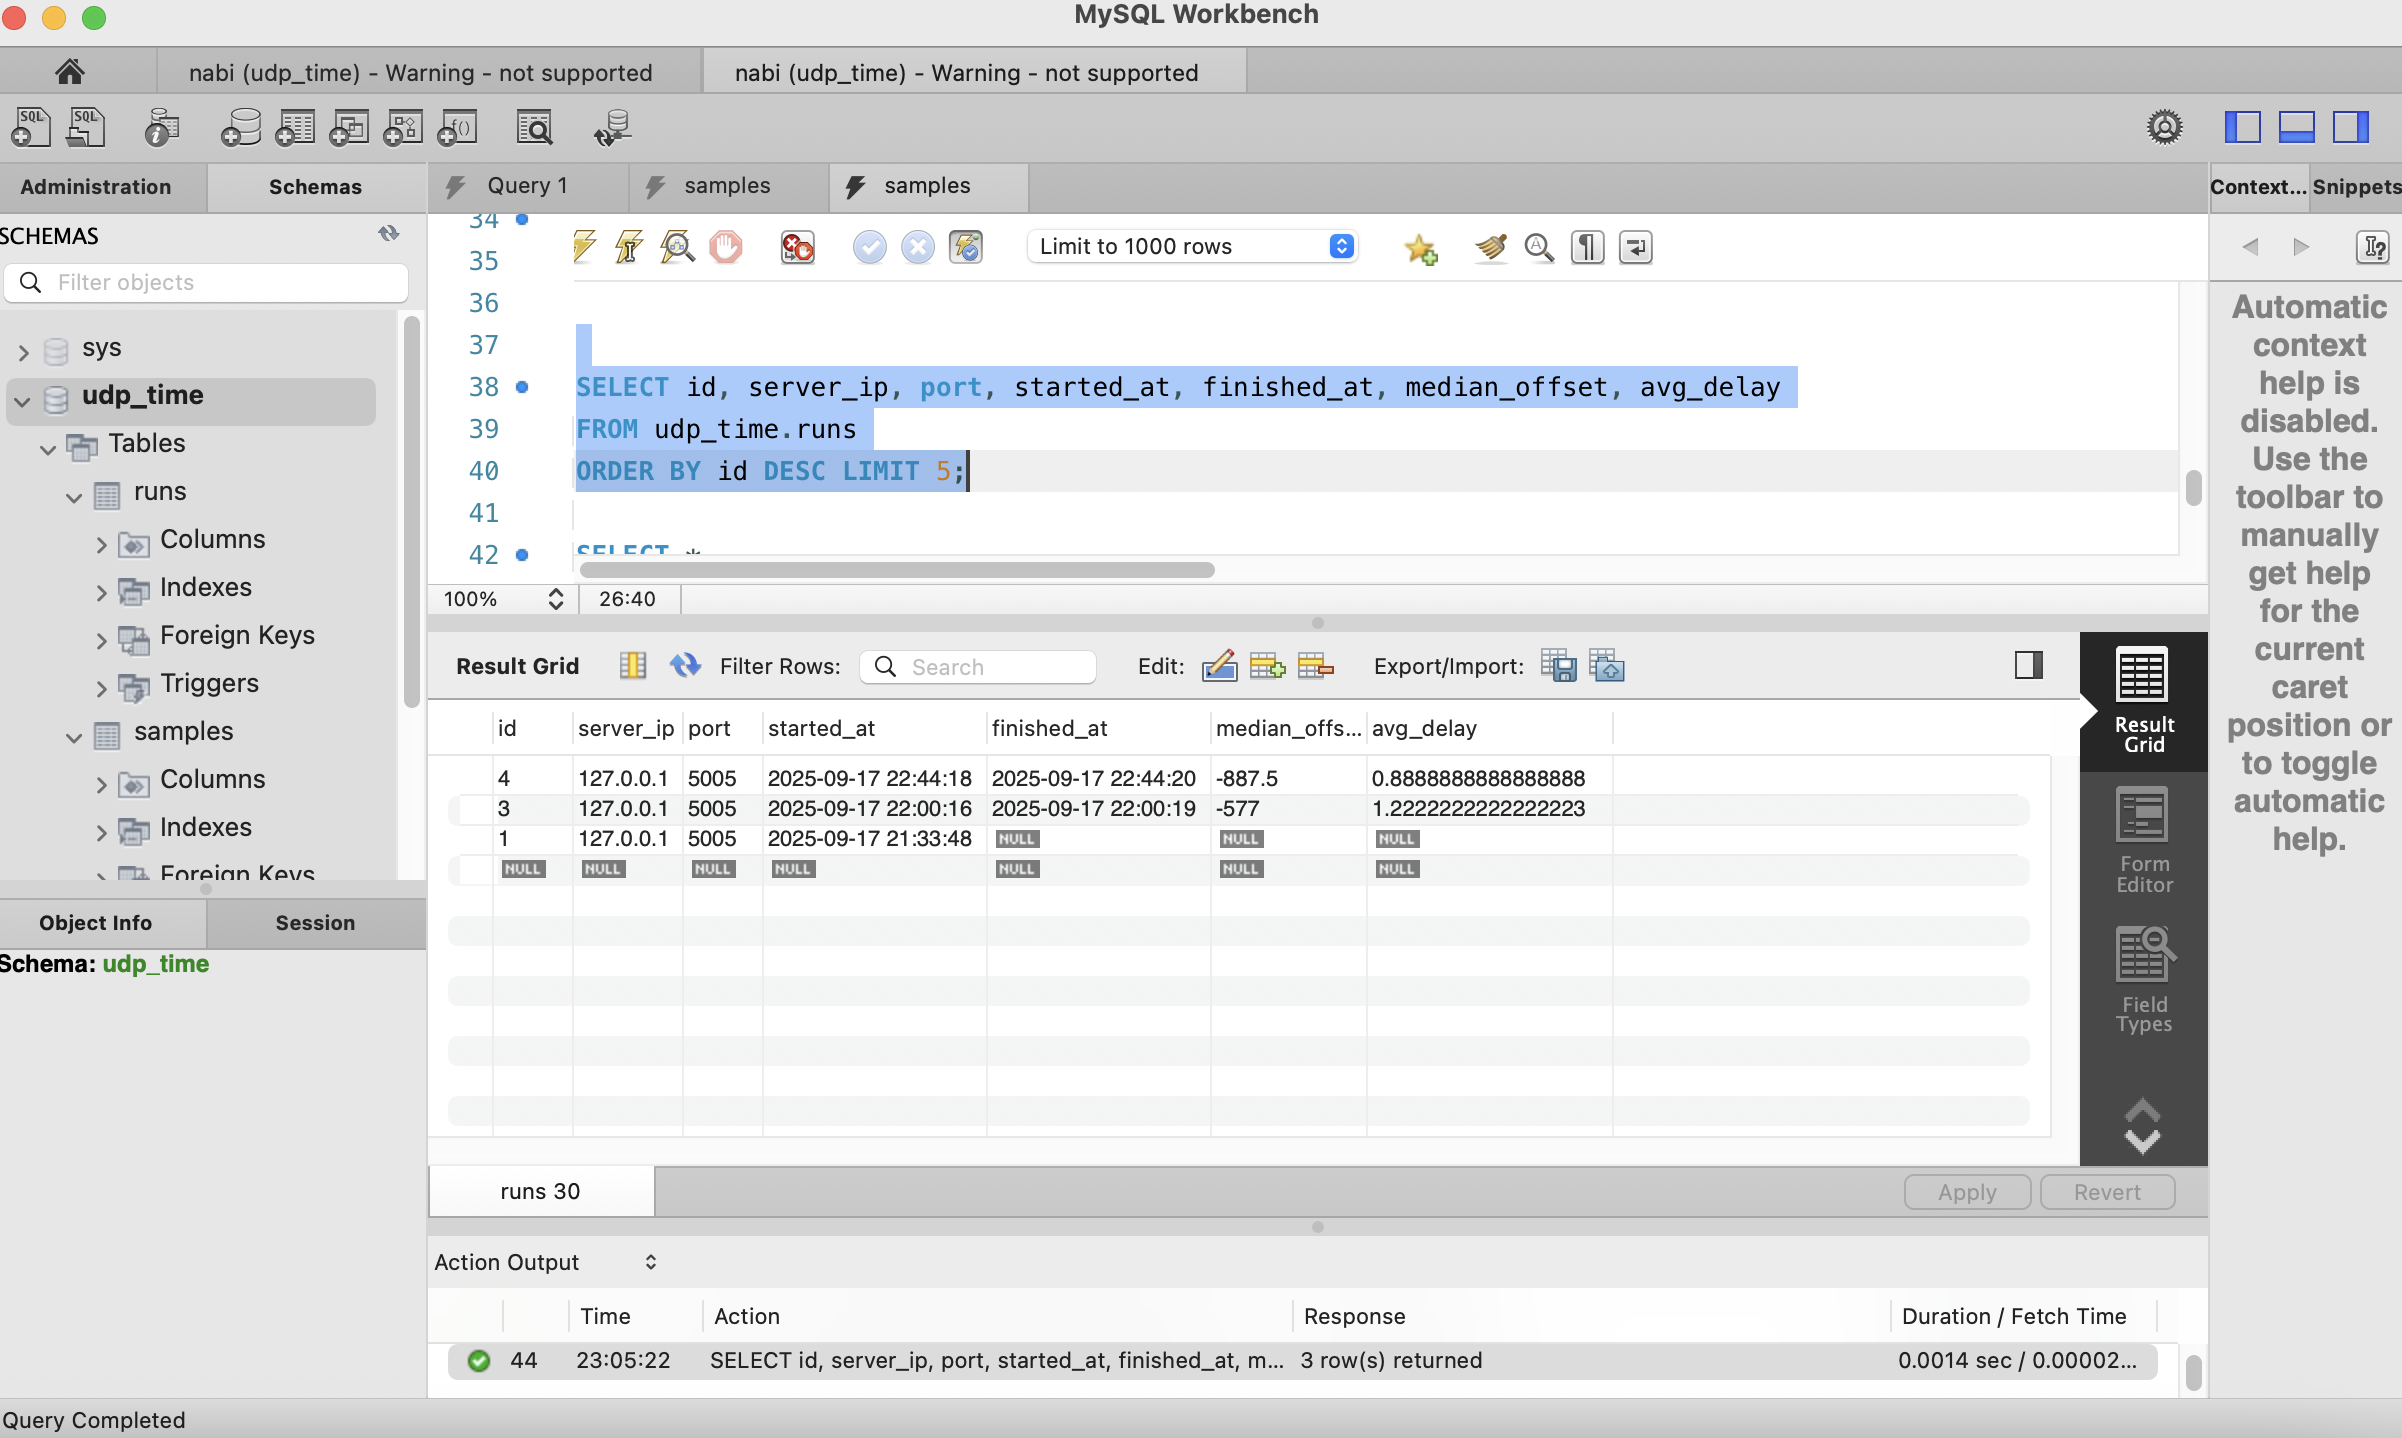 MySQL Workbench
nabi (udp_time) - Warning - not supported
nabi (udp_time) - Warning - not supported
Administration
Schemas
Query 1
samples
samples
Context...
Snippets
SCHEMAS
Filter objects
sys
udp_time
Tables
runs
Columns
Indexes
Foreign Keys
Triggers
samples
Columns
Indexes
Foreign Keys
Object Info
Session
Schema: udp_time
Limit to 1000 rows
34
35
36
37
38 SELECT id, server_ip, port, started_at, finished_at, median_offset, avg_delay
39 FROM udp_time.runs
40 ORDER BY id DESC LIMIT 5;
41
42 SELECT *
100%
26:40
Result Grid
Filter Rows:
Search
Edit:
Export/Import:
id server_ip port started_at finished_at median_offs... avg_delay
4 127.0.0.1 5005 2025-09-17 22:44:18 2025-09-17 22:44:20 -887.5 0.8888888888888888
3 127.0.0.1 5005 2025-09-17 22:00:16 2025-09-17 22:00:19 -577 1.2222222222222223
1 127.0.0.1 5005 2025-09-17 21:33:48 NULL NULL NULL
NULL NULL NULL NULL NULL NULL NULL
Result
Grid
Form
Editor
Field
Types
runs 30
Apply
Revert
Action Output
Time Action Response Duration / Fetch Time
44 23:05:22 SELECT id, server_ip, port, started_at, finished_at, m... 3 row(s) returned 0.0014 sec / 0.00002...
Automatic
context
help is
disabled.
Use the
toolbar to
manually
get help
for the
current
caret
position or
to toggle
automatic
help.
Query Completed